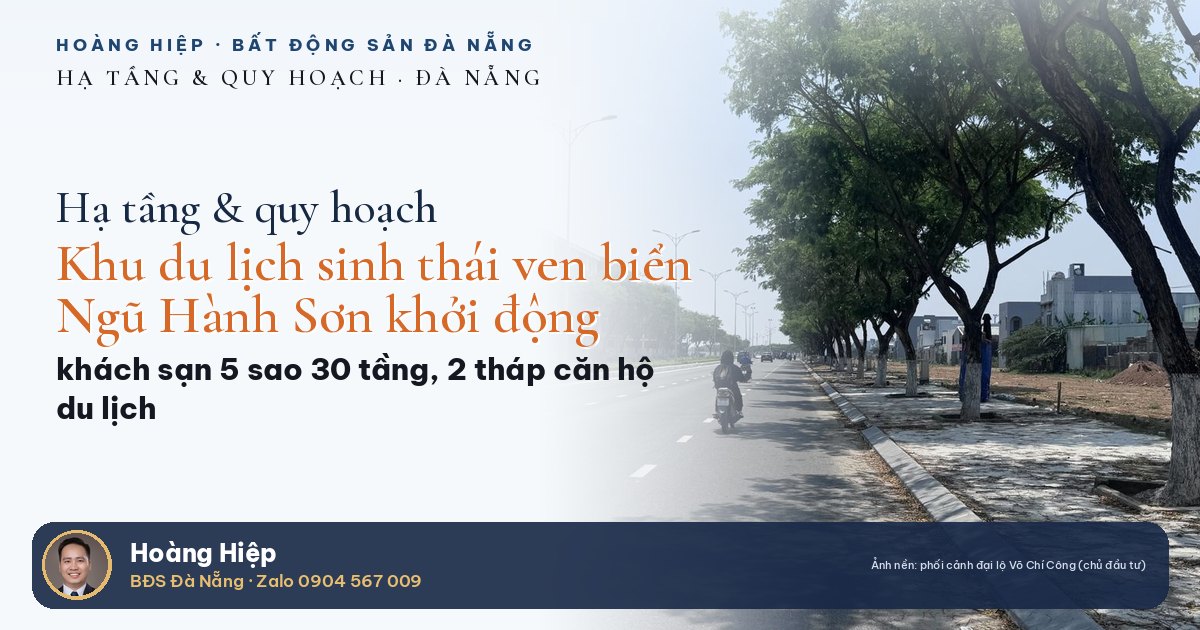 HOÀNG HIỆP · BẤT ĐỘNG SẢN ĐÀ NẴNG
HẠ TẦNG & QUY HOẠCH · ĐÀ NẴNG
Hạ tầng & quy hoạch
Khu du lịch sinh thái ven biển
Ngũ Hành Sơn khởi động
khách sạn 5 sao 30 tầng, 2 tháp căn hộ
du lịch
Hoàng Hiệp
BĐS Đà Nẵng · Zalo 0904 567 009
Ảnh nền: phối cảnh đại lộ Võ Chí Công (chủ đầu tư)